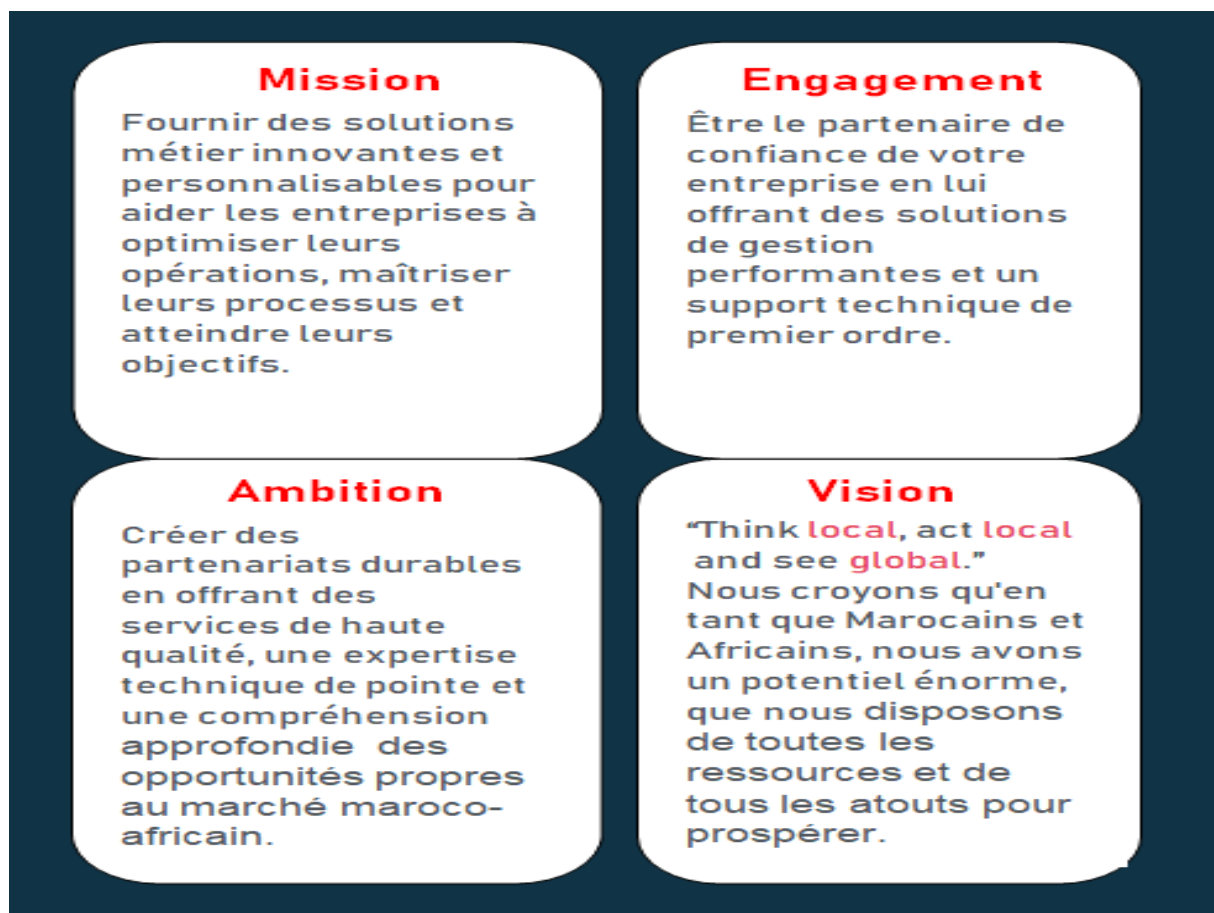 Mission
Fournir des solutions
métier innovantes et
personnalisables pour
aider les entreprises à
optimiser leurs
opérations, maîtriser
leurs processus et
atteindre leurs
objectifs.
Engagement
Être le partenaire de
confiance de votre
entreprise en lui
offrant des solutions
de gestion
performantes et un
support technique de
premier ordre.
Ambition
Créer des
partenariats durables
en offrant des
services de haute
qualité, une expertise
technique de pointe et
une compréhension
approfondie des
opportunités propres
au marché maroco-
africain.
Vision
“Think local, act local
and see global.”
Nous croyons qu'en
tant que Marocains et
Africains, nous avons
un potentiel énorme,
que nous disposons
de toutes les
ressources et de
tous les atouts pour
prospérer.